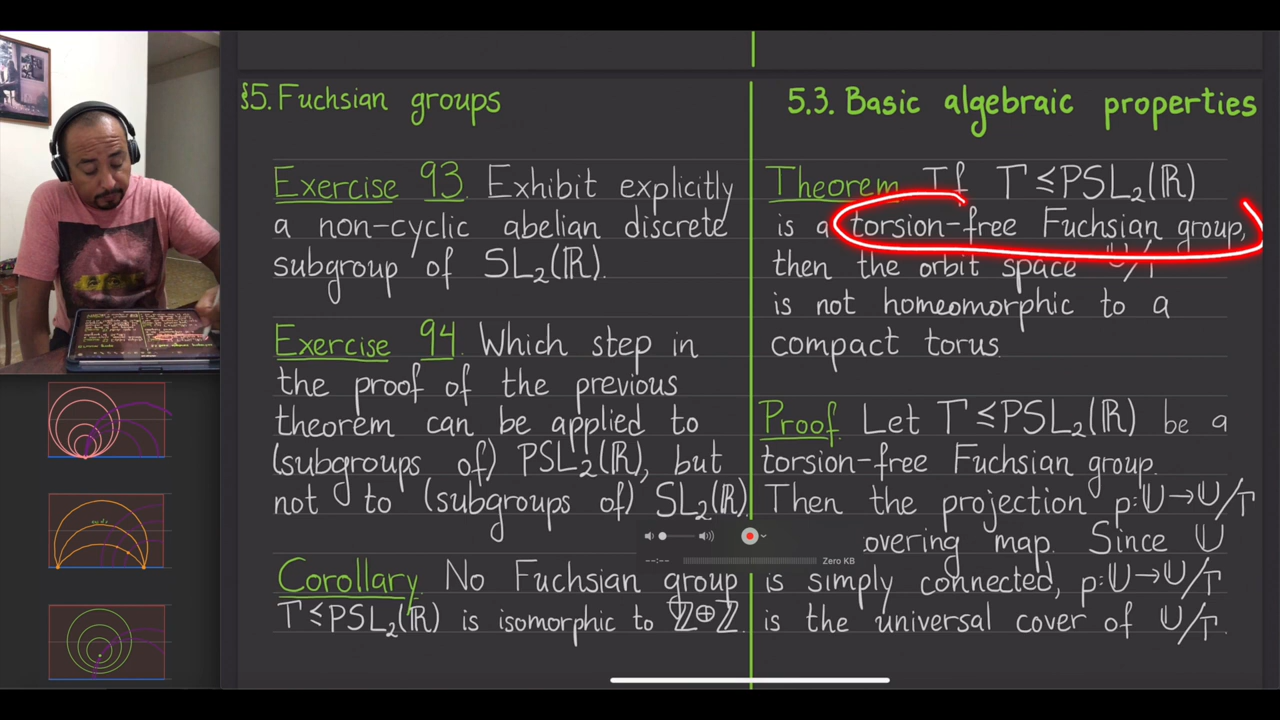 §5. Fuchsian groups
Exercise 93. Exhibit explicitly
a non-cyclic abelian discrete
subgroup of SL₂(ℝ).
Exercise 94. Which step in
the proof of the previous
theorem can be applied to
(subgroups of) PSL₂(ℝ), but
not to (subgroups of) SL₂(ℝ).
Corollary. No Fuchsian group
Γ≤PSL₂(ℝ) is isomorphic to ℤ⊕ℤ.
5.3. Basic algebraic properties
Theorem If Γ≤PSL₂(ℝ)
is a torsion-free Fuchsian group,
then the orbit space 𝕌/Γ
is not homeomorphic to a
compact torus.
Proof. Let Γ≤PSL₂(ℝ) be a
torsion-free Fuchsian group.
Then the projection p:𝕌→𝕌/Γ
overing map. Since 𝕌
is simply connected, p:𝕌→𝕌/Γ
is the universal cover of 𝕌/Γ.
--:--
Zero KB